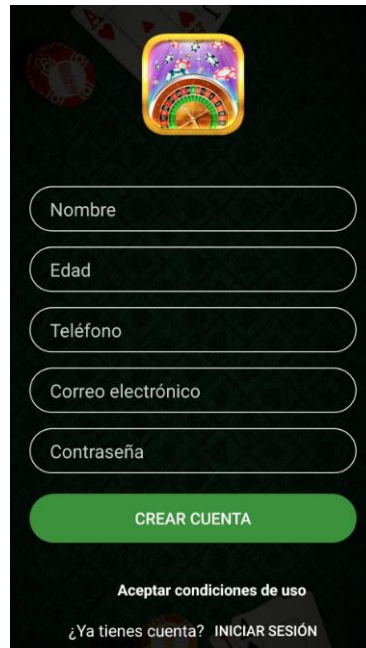 Nombre
Edad
Teléfono
Correo electrónico
Contraseña
CREAR CUENTA
Aceptar condiciones de uso
¿Ya tienes cuenta? INICIAR SESIÓN